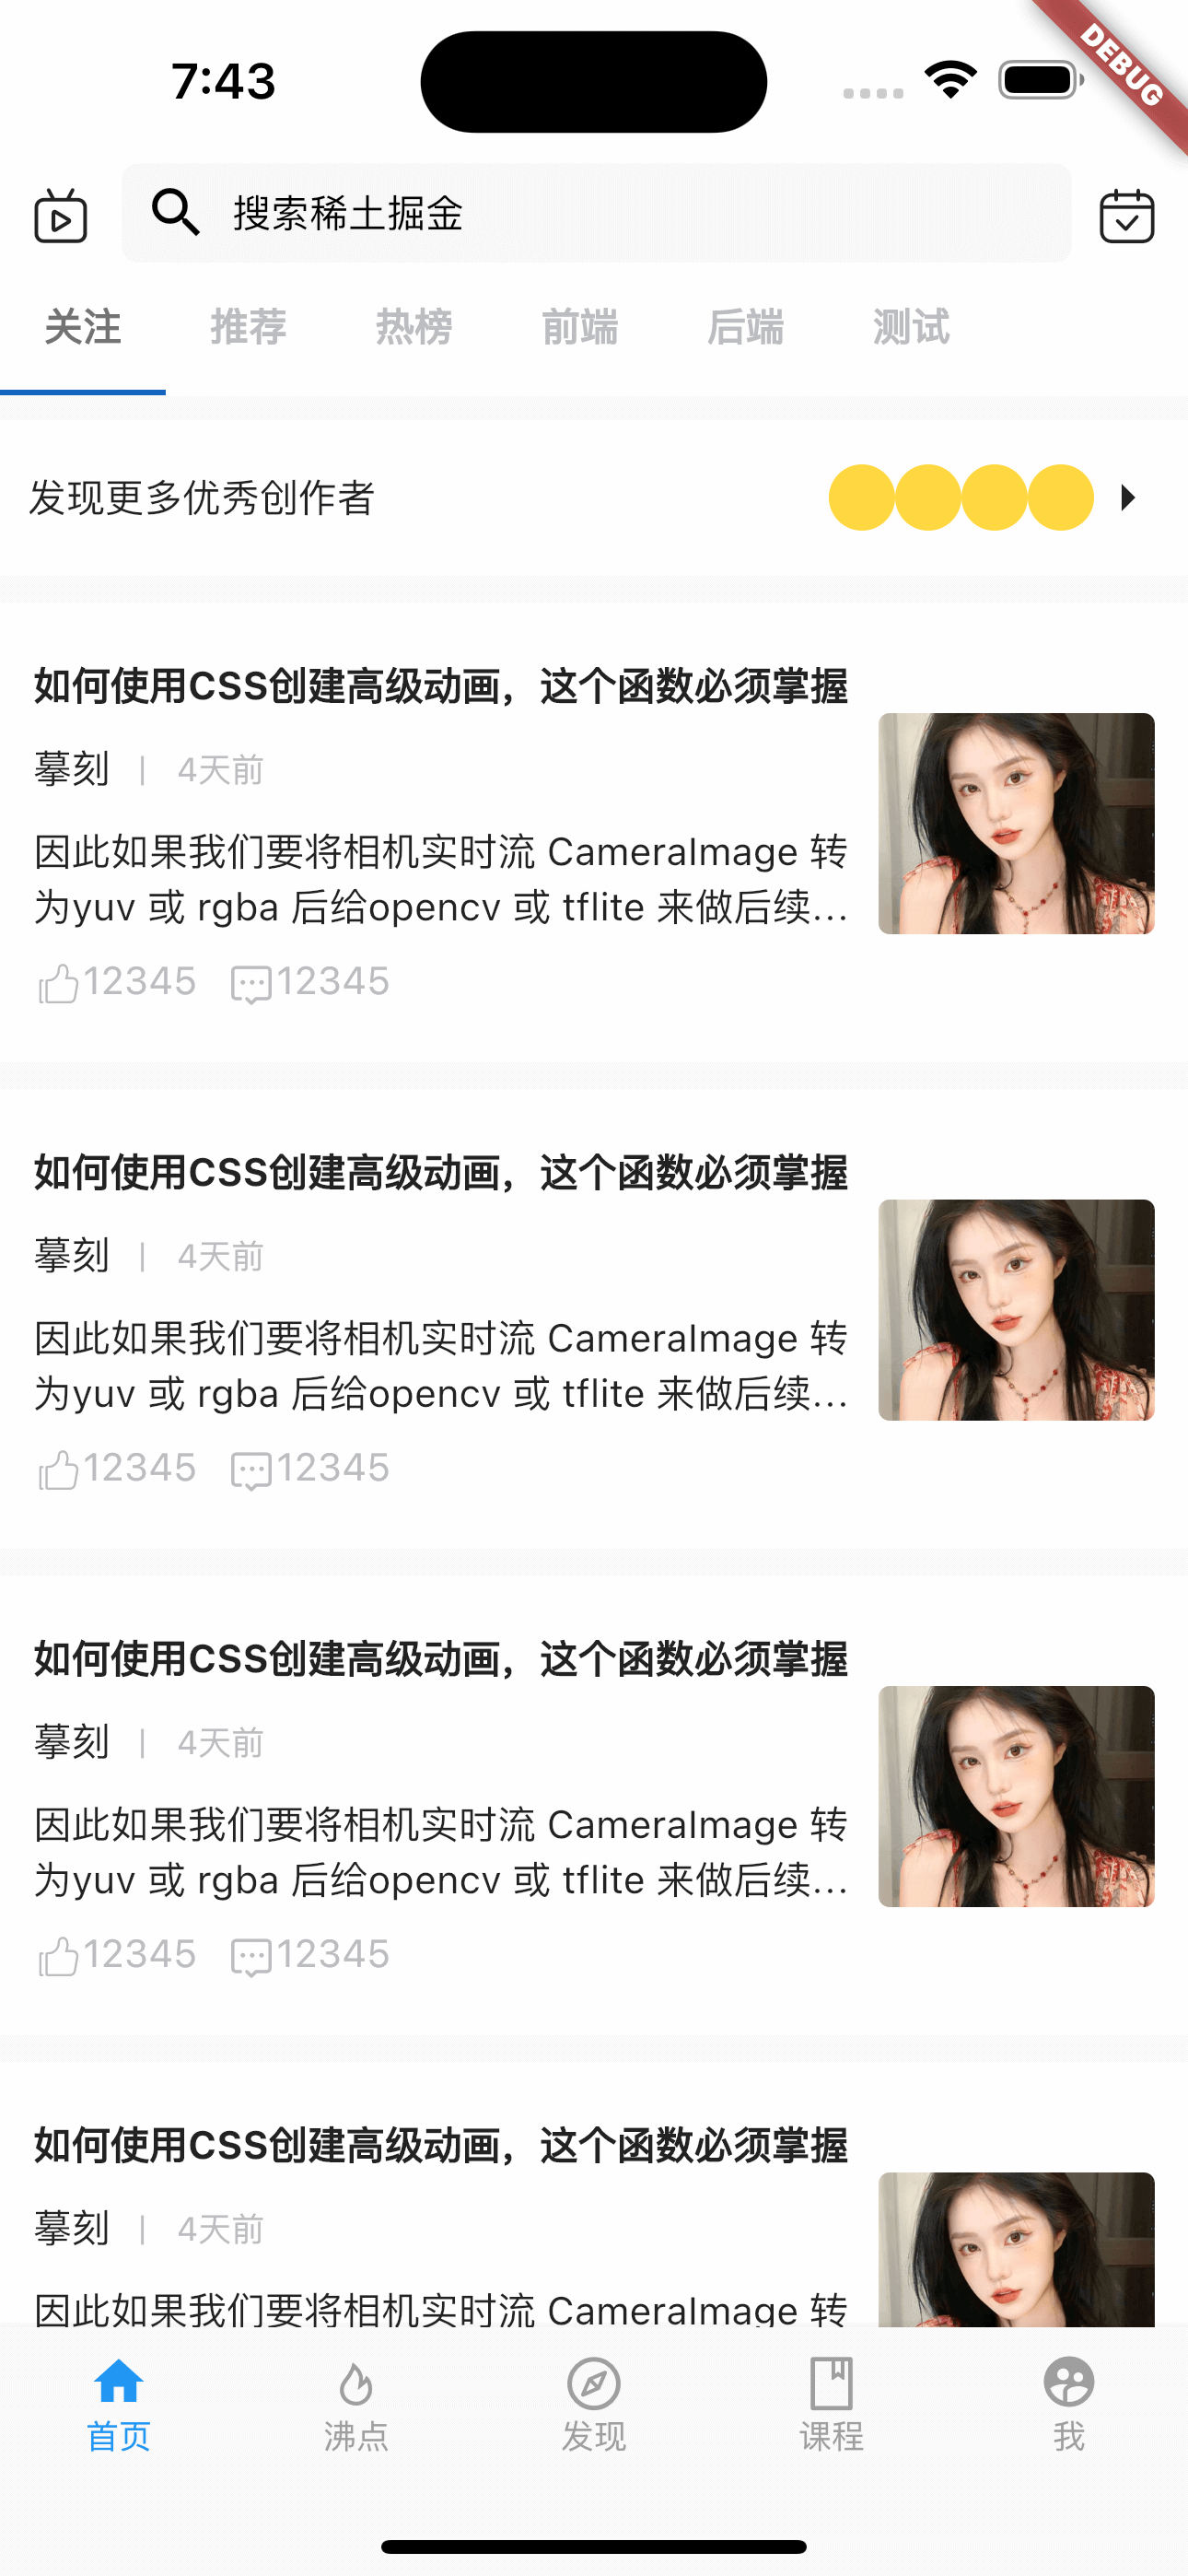 7:43
DEBUG
搜索稀土掘金
关注 推荐 热榜 前端 后端 测试
发现更多优秀创作者
如何使用CSS创建高级动画，这个函数必须掌握
摹刻 | 4天前
因此如果我们要将相机实时流 CameraImage 转
为yuv 或 rgba 后给opencv 或 tflite 来做后续...
12345 12345
如何使用CSS创建高级动画，这个函数必须掌握
摹刻 | 4天前
因此如果我们要将相机实时流 CameraImage 转
为yuv 或 rgba 后给opencv 或 tflite 来做后续...
12345 12345
如何使用CSS创建高级动画，这个函数必须掌握
摹刻 | 4天前
因此如果我们要将相机实时流 CameraImage 转
为yuv 或 rgba 后给opencv 或 tflite 来做后续...
12345 12345
如何使用CSS创建高级动画，这个函数必须掌握
摹刻 | 4天前
因此如果我们要将相机实时流 CameraImage 转
首页 沸点 发现 课程 我